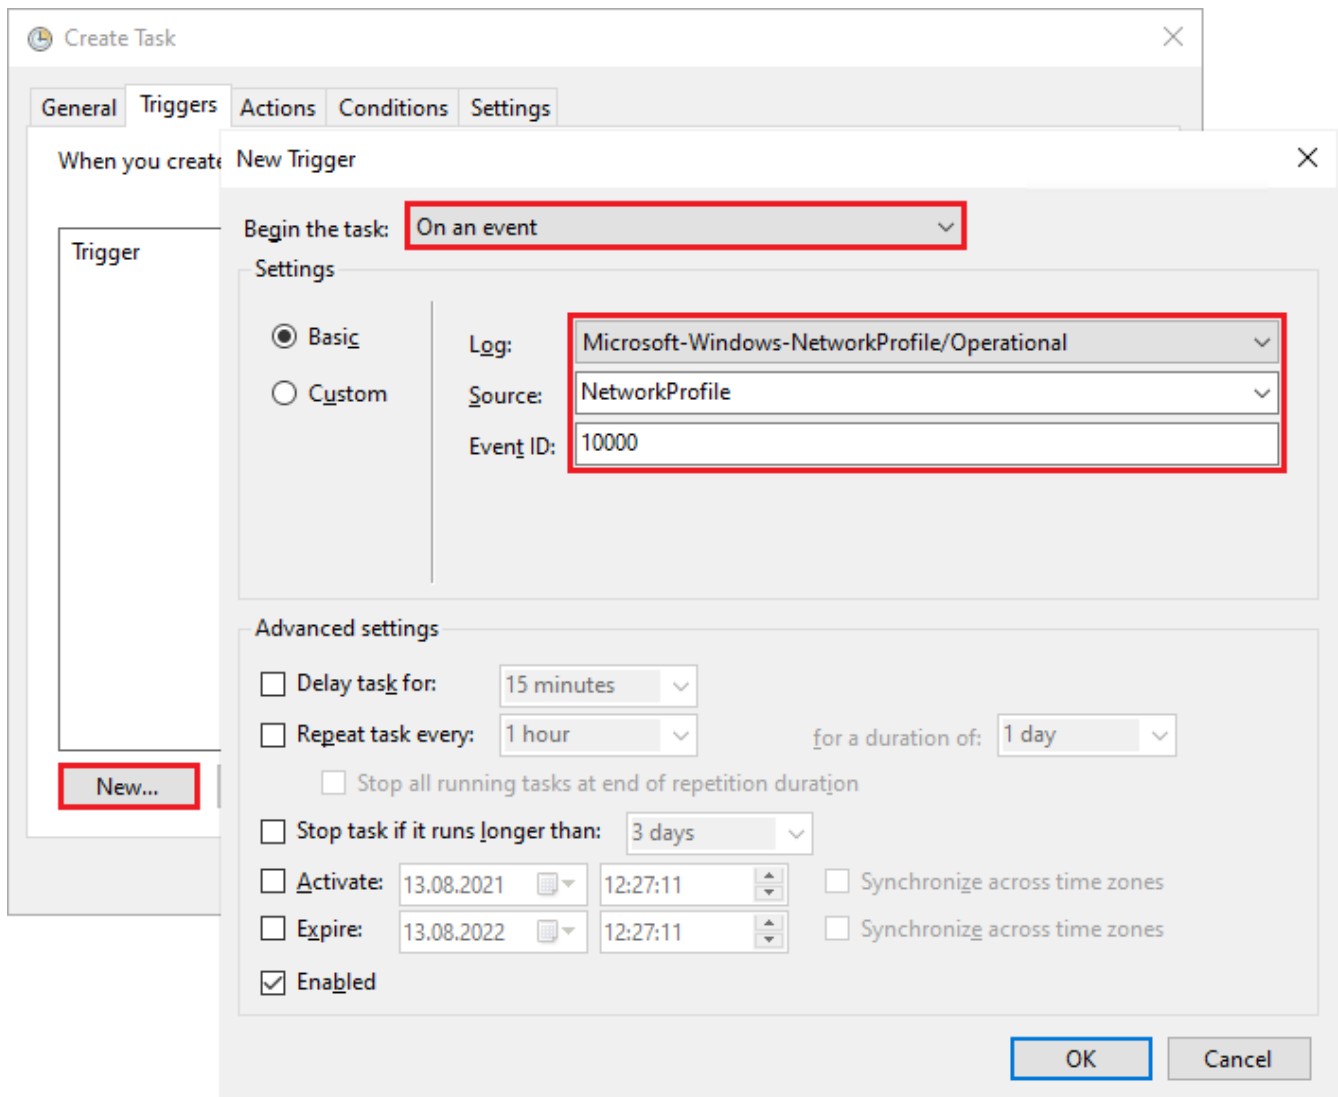 Create Task
General Triggers Actions Conditions Settings
When you create
New Trigger
Begin the task: On an event
Trigger
Settings
Basic
Custom
Log: Microsoft-Windows-NetworkProfile/Operational
Source: NetworkProfile
Event ID: 10000
Advanced settings
Delay task for: 15 minutes
Repeat task every: 1 hour for a duration of: 1 day
Stop all running tasks at end of repetition duration
New...
Stop task if it runs longer than: 3 days
Activate: 13.08.2021 12:27:11 Synchronize across time zones
Expire: 13.08.2022 12:27:11 Synchronize across time zones
Enabled
OK Cancel